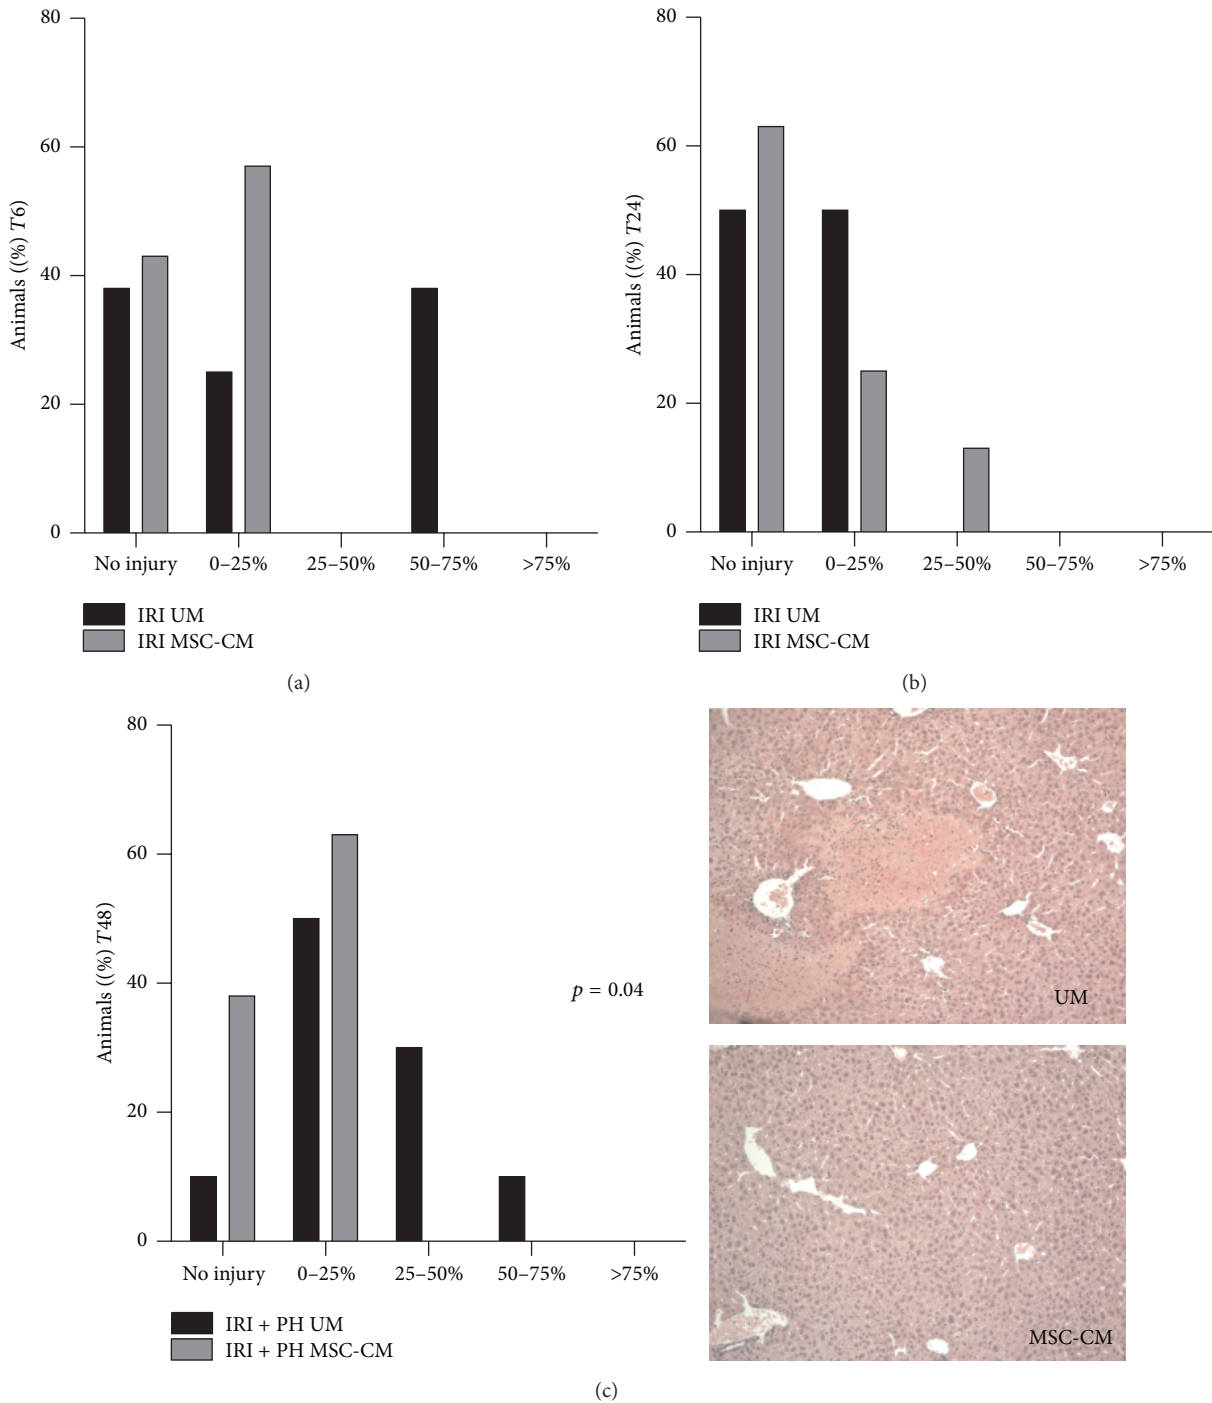 80
60
40
20
0
Animals ((%) T6)
No injury 0–25% 25–50% 50–75% >75%
IRI UM
IRI MSC-CM
(a)
80
60
40
20
0
Animals ((%) T24)
No injury 0–25% 25–50% 50–75% >75%
IRI UM
IRI MSC-CM
(b)
80
60
40
20
0
Animals ((%) T48)
p = 0.04
No injury 0–25% 25–50% 50–75% >75%
IRI + PH UM
IRI + PH MSC-CM
UM
MSC-CM
(c)